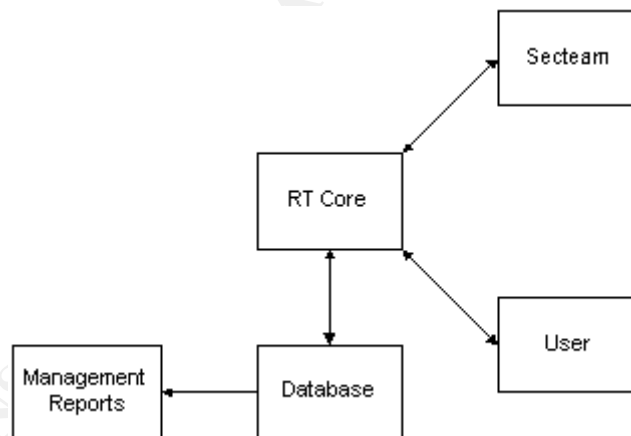 Secteam
RT Core
User
Management
Reports
Database